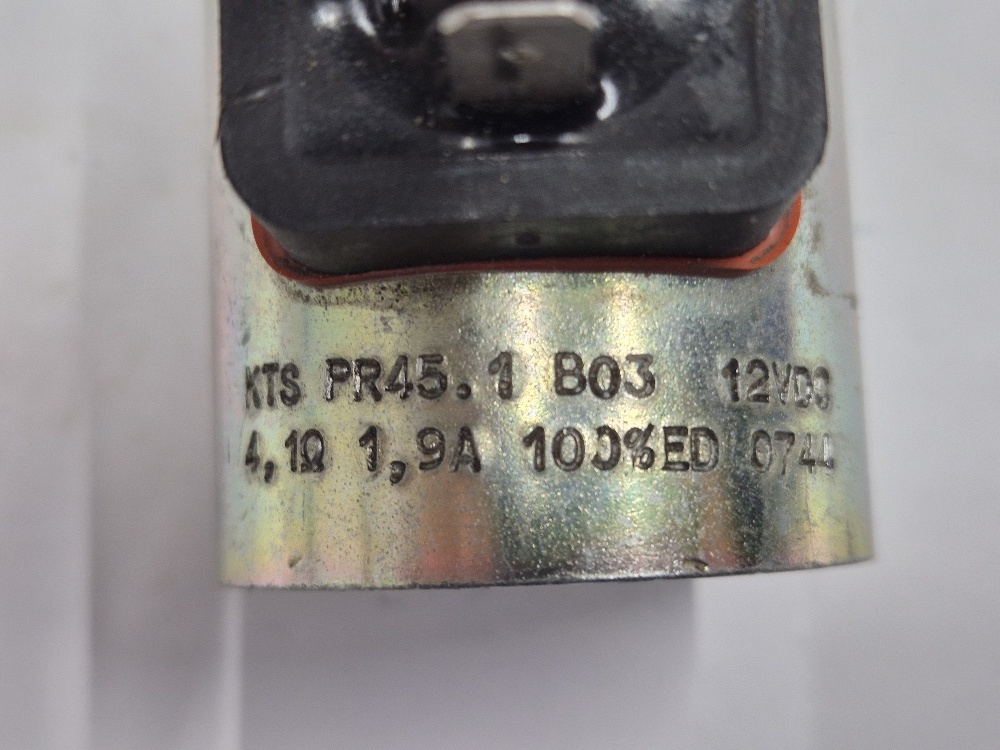 KTS PR45.1 B03 12VDC
4,1Ω 1,9A 100%ED 0744